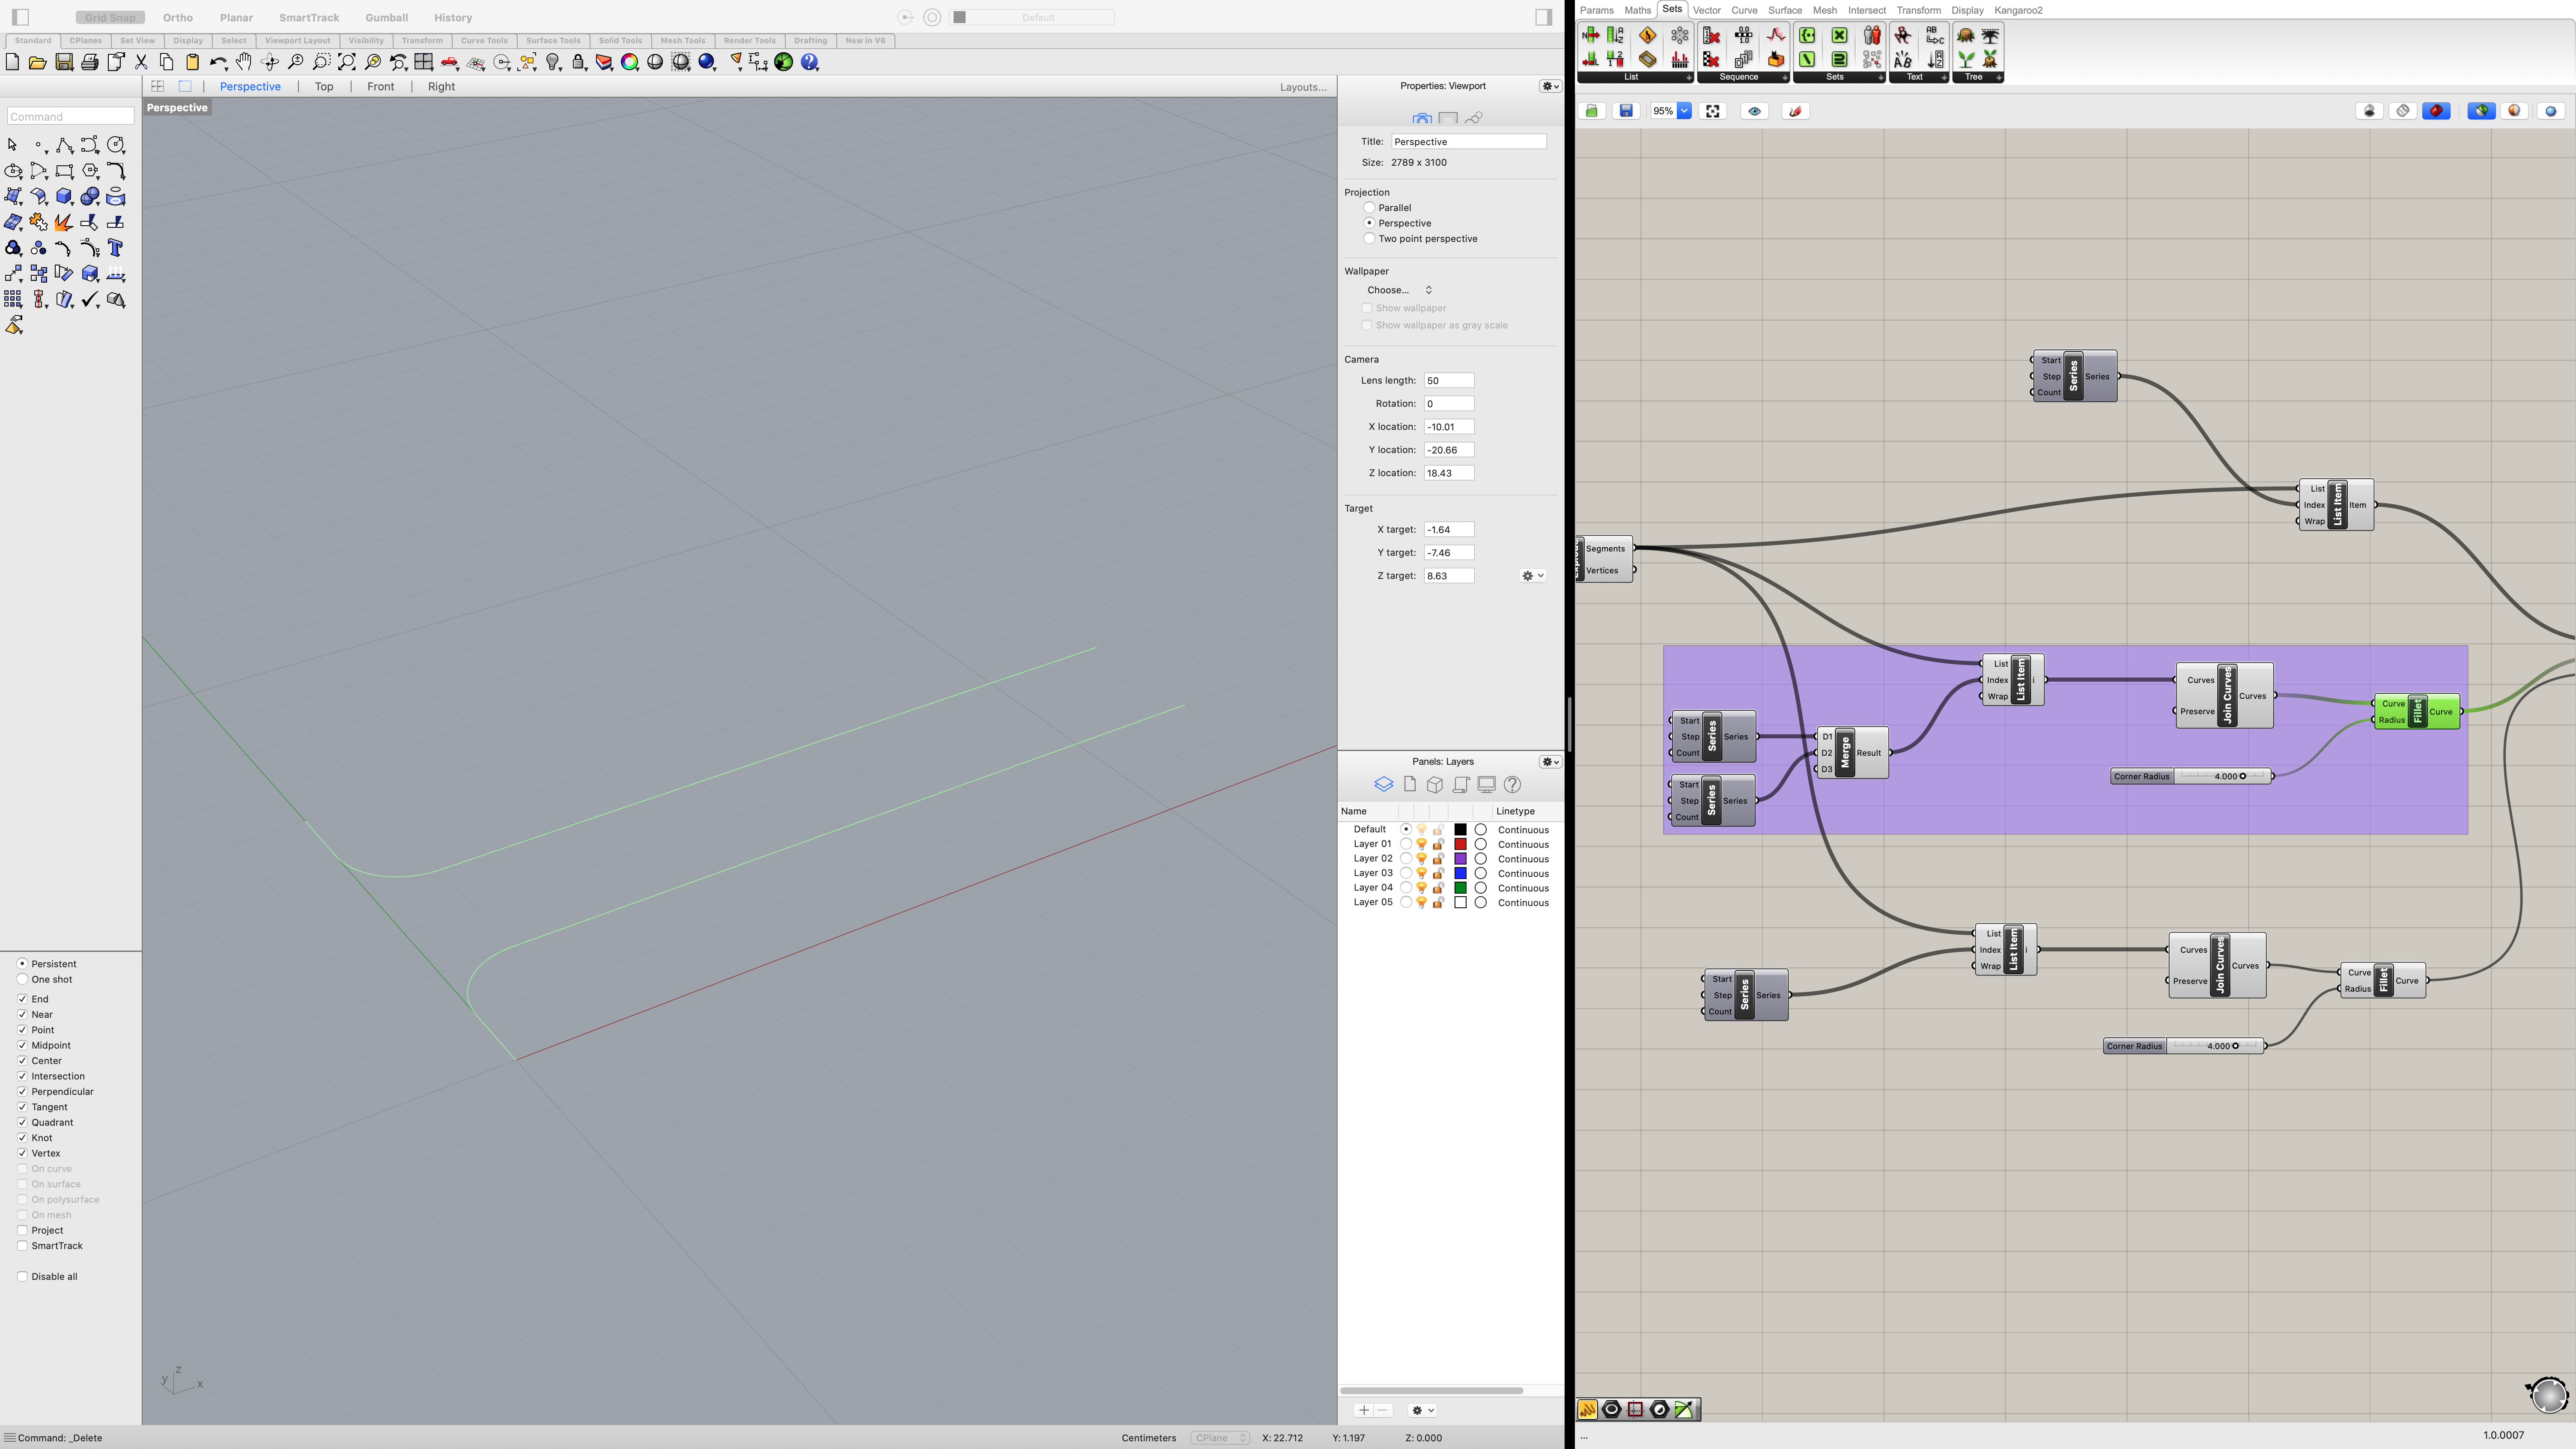 Grid Snap Ortho Planar SmartTrack Gumball History Default
Standard CPlanes Set View Display Select Viewport Layout Visibility Transform Curve Tools Surface Tools Solid Tools Mesh Tools Render Tools Drafting New in V6
Perspective | Top | Front | Right Layouts...
Perspective
Command
Persistent
One shot
End
Near
Point
Midpoint
Center
Intersection
Perpendicular
Tangent
Quadrant
Knot
Vertex
On curve
On surface
On polysurface
On mesh
Project
SmartTrack
Disable all
z
y
x
Command: _Delete
Centimeters CPlane X: 22.712 Y: 1.197 Z: 0.000
Properties: Viewport
Title: Perspective
Size: 2789 x 3100
Projection
Parallel
Perspective
Two point perspective
Wallpaper
Choose...
Show wallpaper
Show wallpaper as gray scale
Camera
Lens length: 50
Rotation: 0
X location: -10.01
Y location: -20.66
Z location: 18.43
Target
X target: -1.64
Y target: -7.46
Z target: 8.63
Panels: Layers
Name Linetype
Default Continuous
Layer 01 Continuous
Layer 02 Continuous
Layer 03 Continuous
Layer 04 Continuous
Layer 05 Continuous
Params Maths Sets Vector Curve Surface Mesh Intersect Transform Display Kangaroo2
List Sequence Sets Text Tree
95%
Start
Step
Count
Series
Series
List
Index
Wrap
List Item
Item
Segments
Vertices
List
Index
Wrap
List Item
i
Curves
Preserve
Join Curves
Curves
Curve
Radius
Fillet
Curve
Start
Step
Count
Series
Series
D1
D2
D3
Merge
Result
Corner Radius 4.000
Start
Step
Count
Series
Series
List
Index
Wrap
List Item
i
Curves
Preserve
Join Curves
Curves
Curve
Radius
Fillet
Curve
Start
Step
Count
Series
Series
Corner Radius 4.000
...
1.0.0007